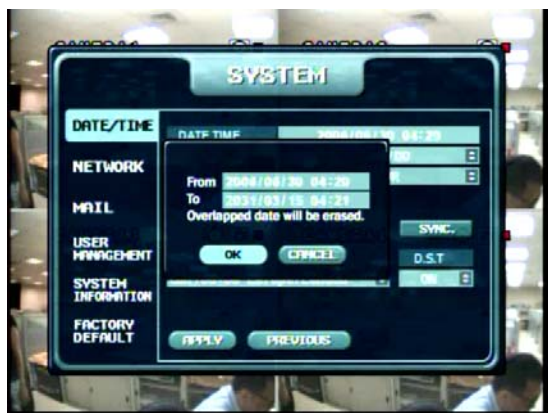 SYSTEM
DATE/TIME
DATE TIME
NETWORK
From 2006/06/30 04:20
To 2031/03/15 04:21
Overlapped date will be erased.
MAIL
SYNC.
USER
MANAGEMENT
OK CANCEL
D.S.T
ON
SYSTEM
INFORMATION
FACTORY
DEFAULT
APPLY PREVIOUS